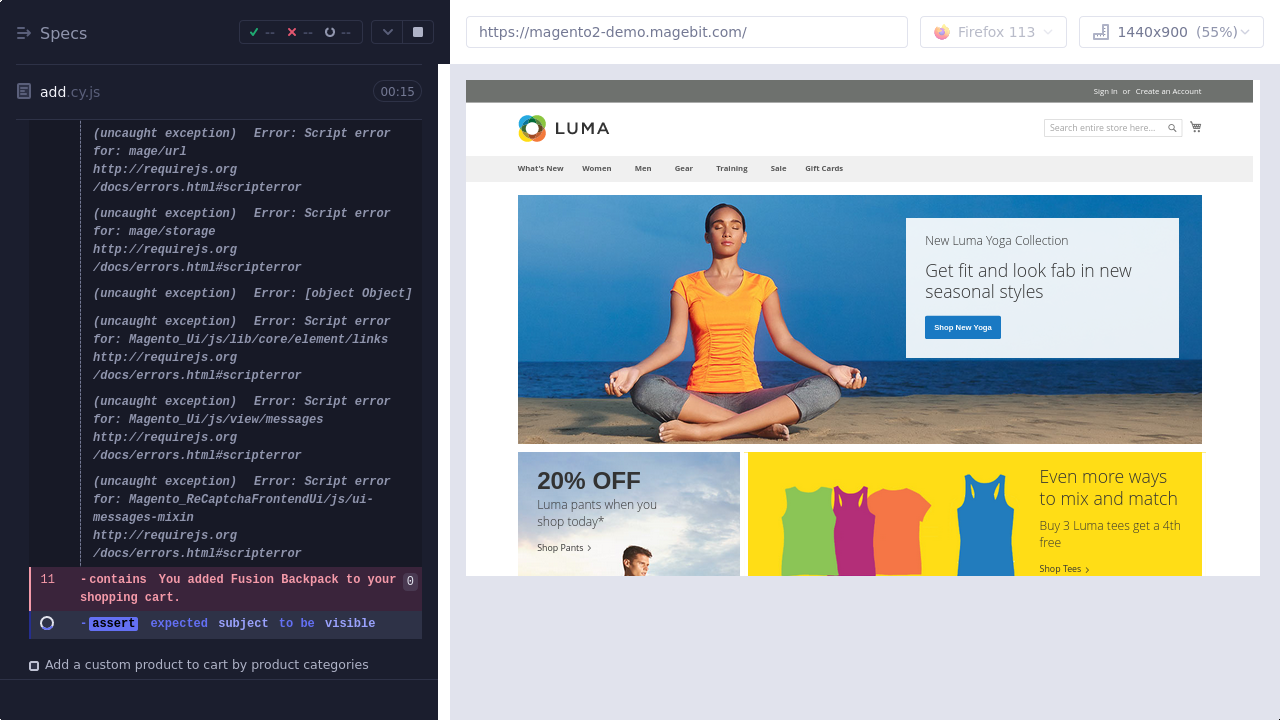 Specs
--
--
--
https://magento2-demo.magebit.com/
Firefox 113
1440x900 (55%)
add.cy.js
00:15
(uncaught exception) Error: Script error
for: mage/url
http://requirejs.org
/docs/errors.html#scripterror
(uncaught exception) Error: Script error
for: mage/storage
http://requirejs.org
/docs/errors.html#scripterror
(uncaught exception) Error: [object Object]
(uncaught exception) Error: Script error
for: Magento_Ui/js/lib/core/element/links
http://requirejs.org
/docs/errors.html#scripterror
(uncaught exception) Error: Script error
for: Magento_Ui/js/view/messages
http://requirejs.org
/docs/errors.html#scripterror
(uncaught exception) Error: Script error
for: Magento_ReCaptchaFrontendUi/js/ui-
messages-mixin
http://requirejs.org
/docs/errors.html#scripterror
11 -contains You added Fusion Backpack to your 0
shopping cart.
-assert expected subject to be visible
Add a custom product to cart by product categories
Sign In or Create an Account
LUMA
Search entire store here...
What's New Women Men Gear Training Sale Gift Cards
New Luma Yoga Collection
Get fit and look fab in new
seasonal styles
Shop New Yoga
20% OFF
Luma pants when you
shop today*
Shop Pants
Even more ways
to mix and match
Buy 3 Luma tees get a 4th
free
Shop Tees